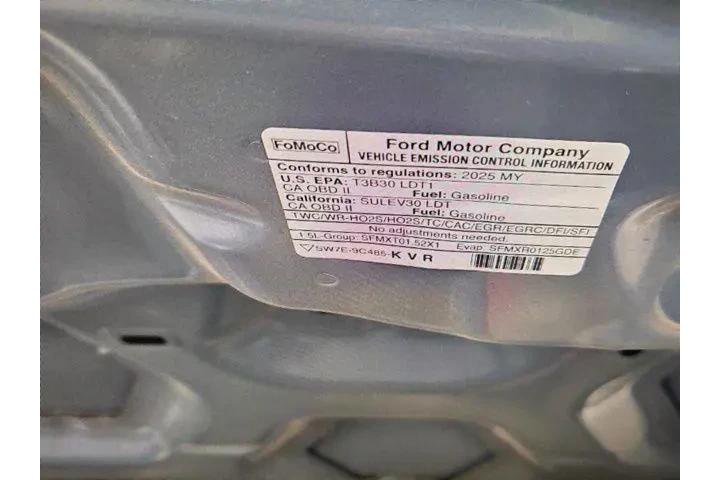 FoMoCo
Ford Motor Company
VEHICLE EMISSION CONTROL INFORMATION
Conforms to regulations: 2025 MY
U.S. EPA: T3B30 LDT1
CA OBD II Fuel: Gasoline
California: SULEV30 LDT
CA OBD II Fuel: Gasoline
TWC/WR-HO2S/HO2S/TC/CAC/EGR/EGRC/DFI/SFI
No adjustments needed.
1.5L-Group: SFMXT01.52X1 Evap: SFMXR0125GDE
SW7E-9C485-KVR